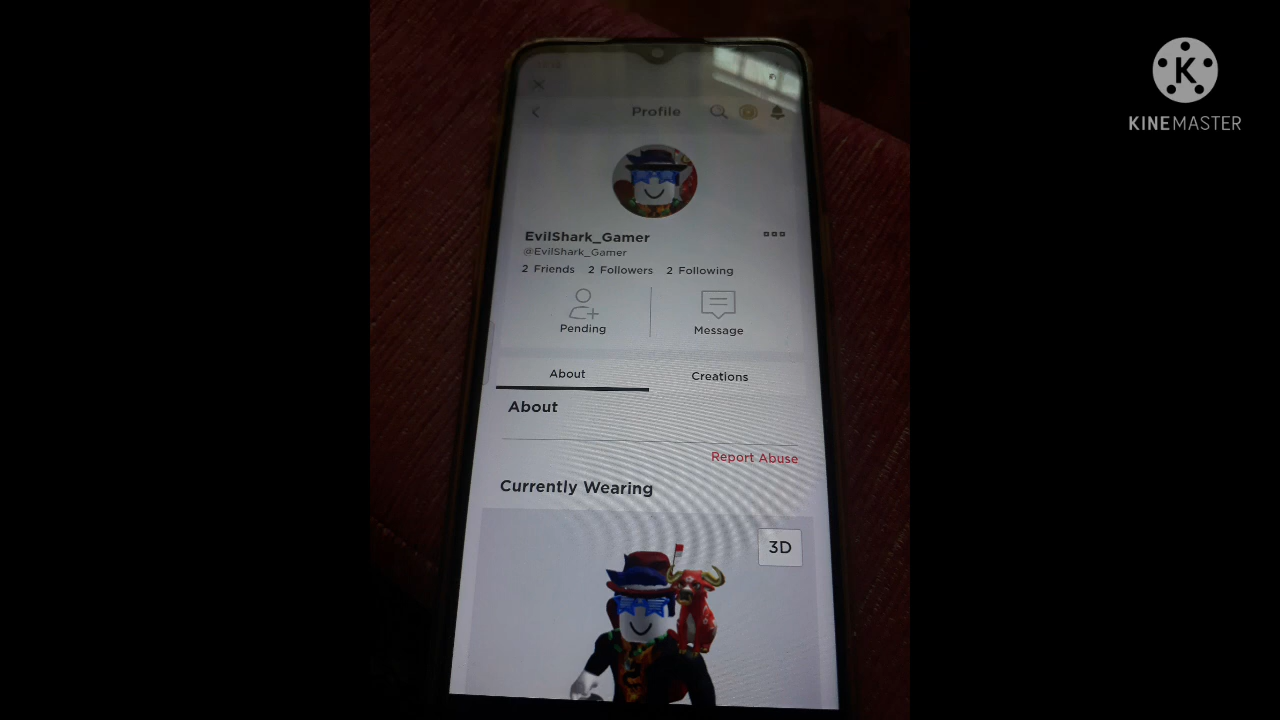 KINEMASTER
Profile
EvilShark_Gamer
@EvilShark_Gamer
2 Friends 2 Followers 2 Following
Pending Message
About Creations
About
Report Abuse
Currently Wearing
3D